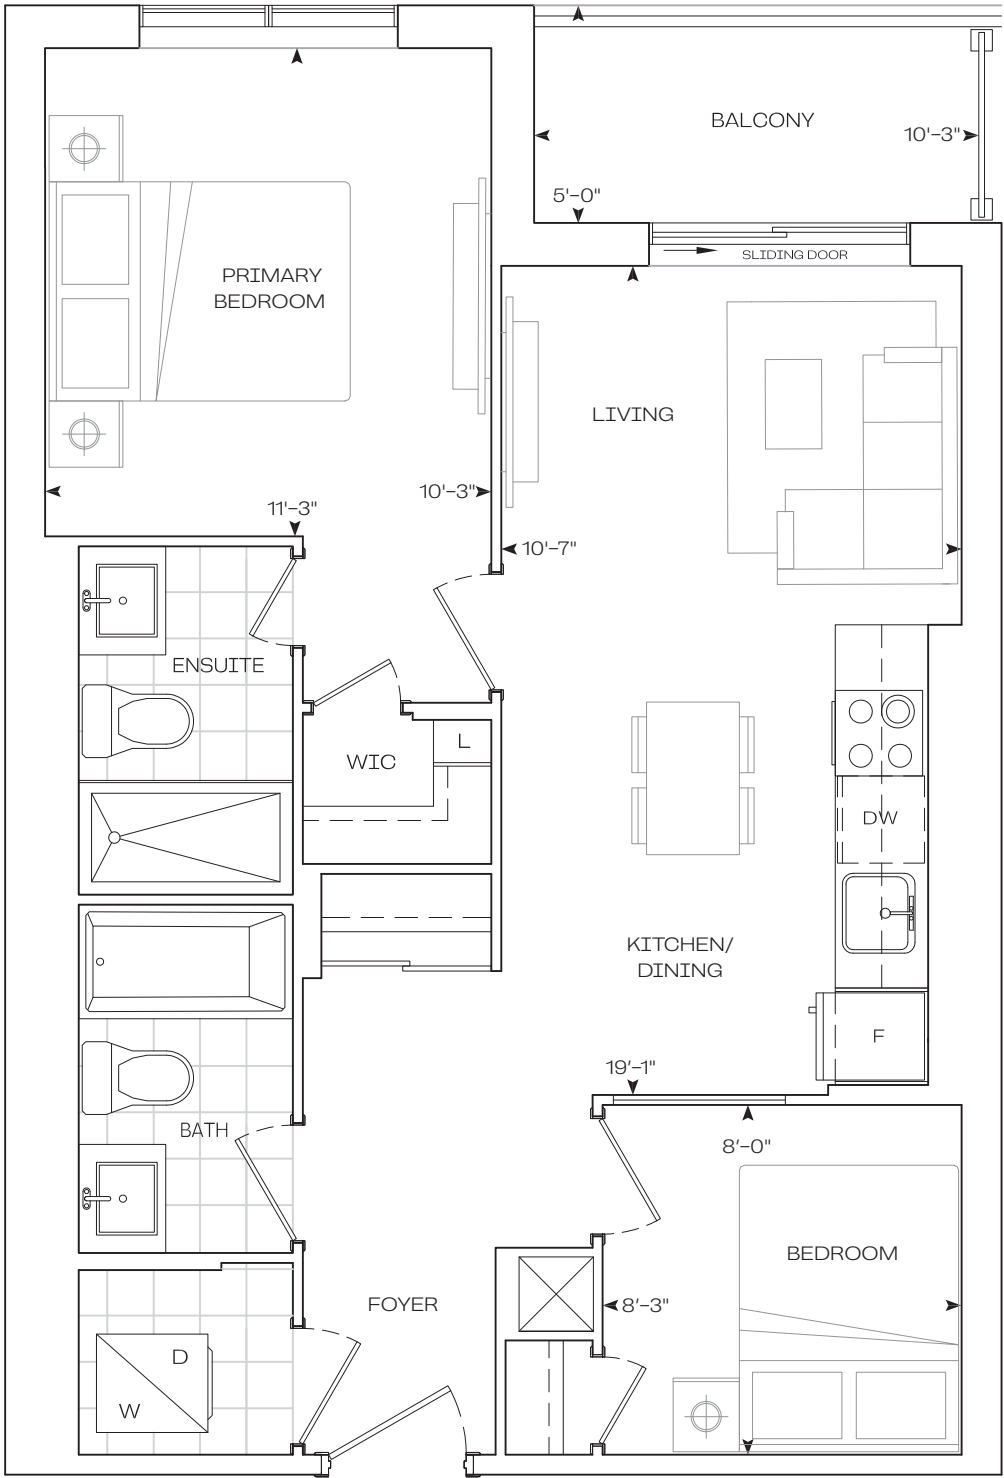 BALCONY
10'-3"
5'-0"
SLIDING DOOR
PRIMARY
BEDROOM
LIVING
10'-3"
11'-3"
10'-7"
ENSUITE
L
WIC
DW
KITCHEN/
DINING
F
19'-1"
BATH
8'-0"
BEDROOM
FOYER
8'-3"
D
W